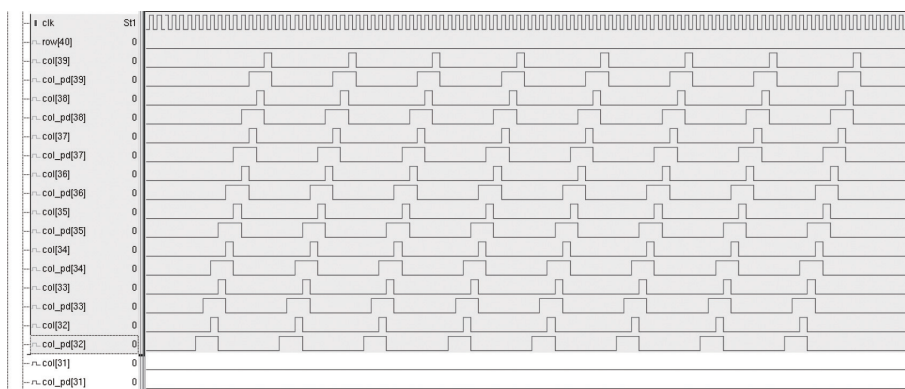 clk St1
row[40] 0
col[39] 0
col_pd[39] 0
col[38] 0
col_pd[38] 0
col[37] 0
col_pd[37] 0
col[36] 0
col_pd[36] 0
col[35] 0
col_pd[35] 0
col[34] 0
col_pd[34] 0
col[33] 0
col_pd[33] 0
col[32] 0
col_pd[32] 0
col[31] 0
col_pd[31] 0